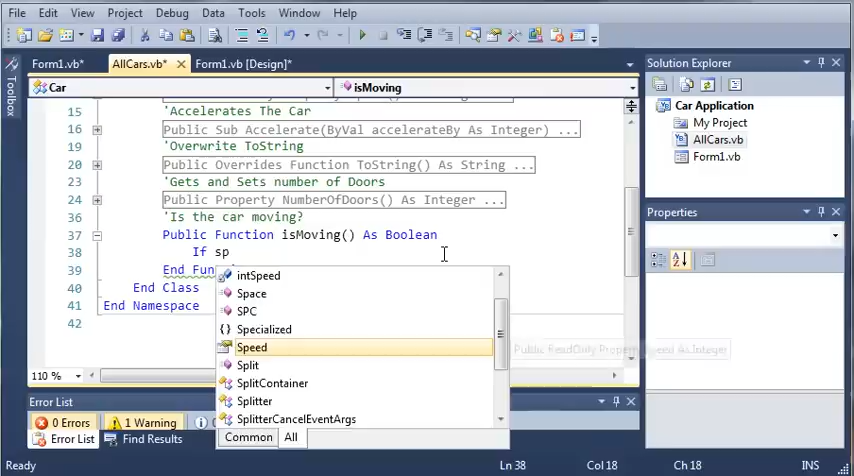 File Edit View Project Debug Data Tools Window Help
Form1.vb* AllCars.vb* Form1.vb [Design]*
Solution Explorer
Toolbox
Car isMoving
Car Application
My Project
AllCars.vb
Form1.vb
15 'Accelerates The Car
16 Public Sub Accelerate(ByVal accelerateBy As Integer) ...
19 'Overwrite ToString
20 Public Overrides Function ToString() As String ...
23 'Gets and Sets number of Doors
24 Public Property NumberOfDoors() As Integer ...
36 'Is the car moving?
37 Public Function isMoving() As Boolean
38 If sp
39 End Fun
40 End Class
41 End Namespace
42
Properties
intSpeed
Space
SPC
Specialized
Speed
Split
SplitContainer
Splitter
SplitterCancelEventArgs
Common All
Public ReadOnly Property Speed As Integer
110 %
Error List
0 Errors 1 Warning
Error List Find Results
Ready Ln 38 Col 18 Ch 18 INS